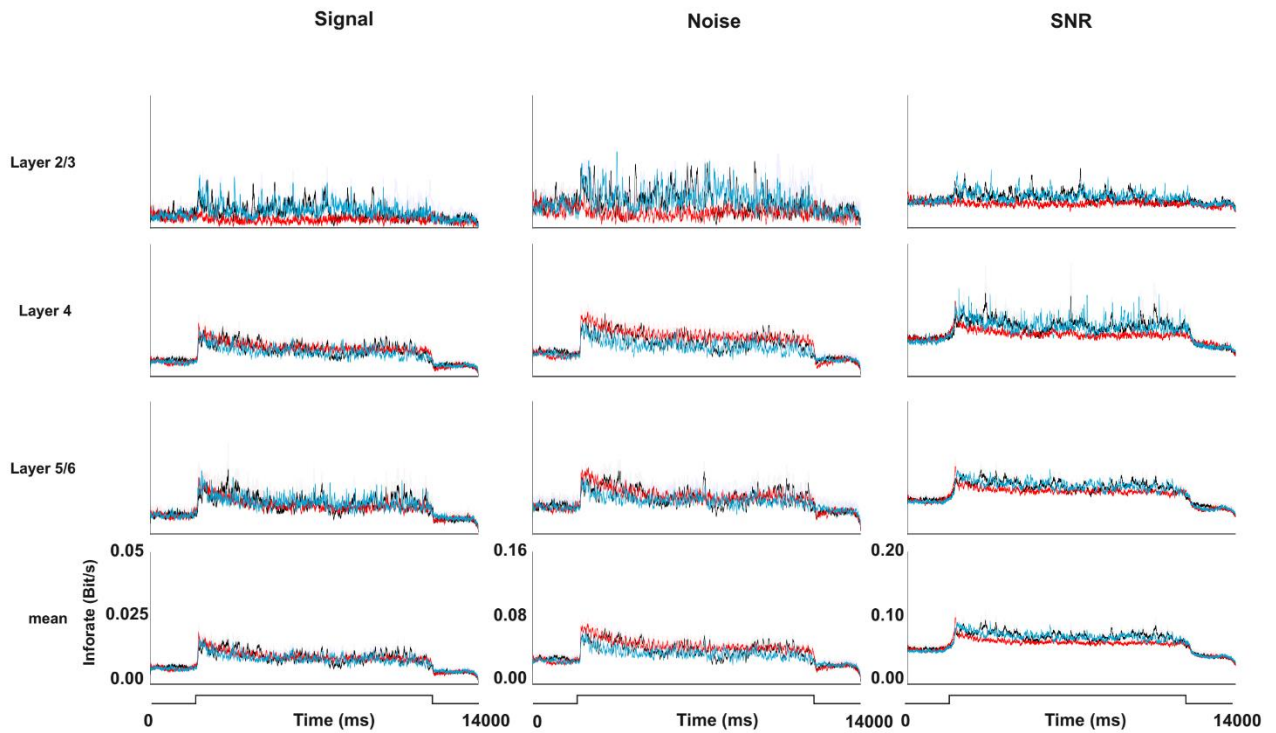 Signal Noise SNR
Layer 2/3
Layer 4
Layer 5/6
mean
Inforate (Bit/s)
0.05 0.16 0.20
0.025 0.08 0.10
0.00 0.00 0.00
0 Time (ms) 14000 0 Time (ms) 14000 0 Time (ms) 14000